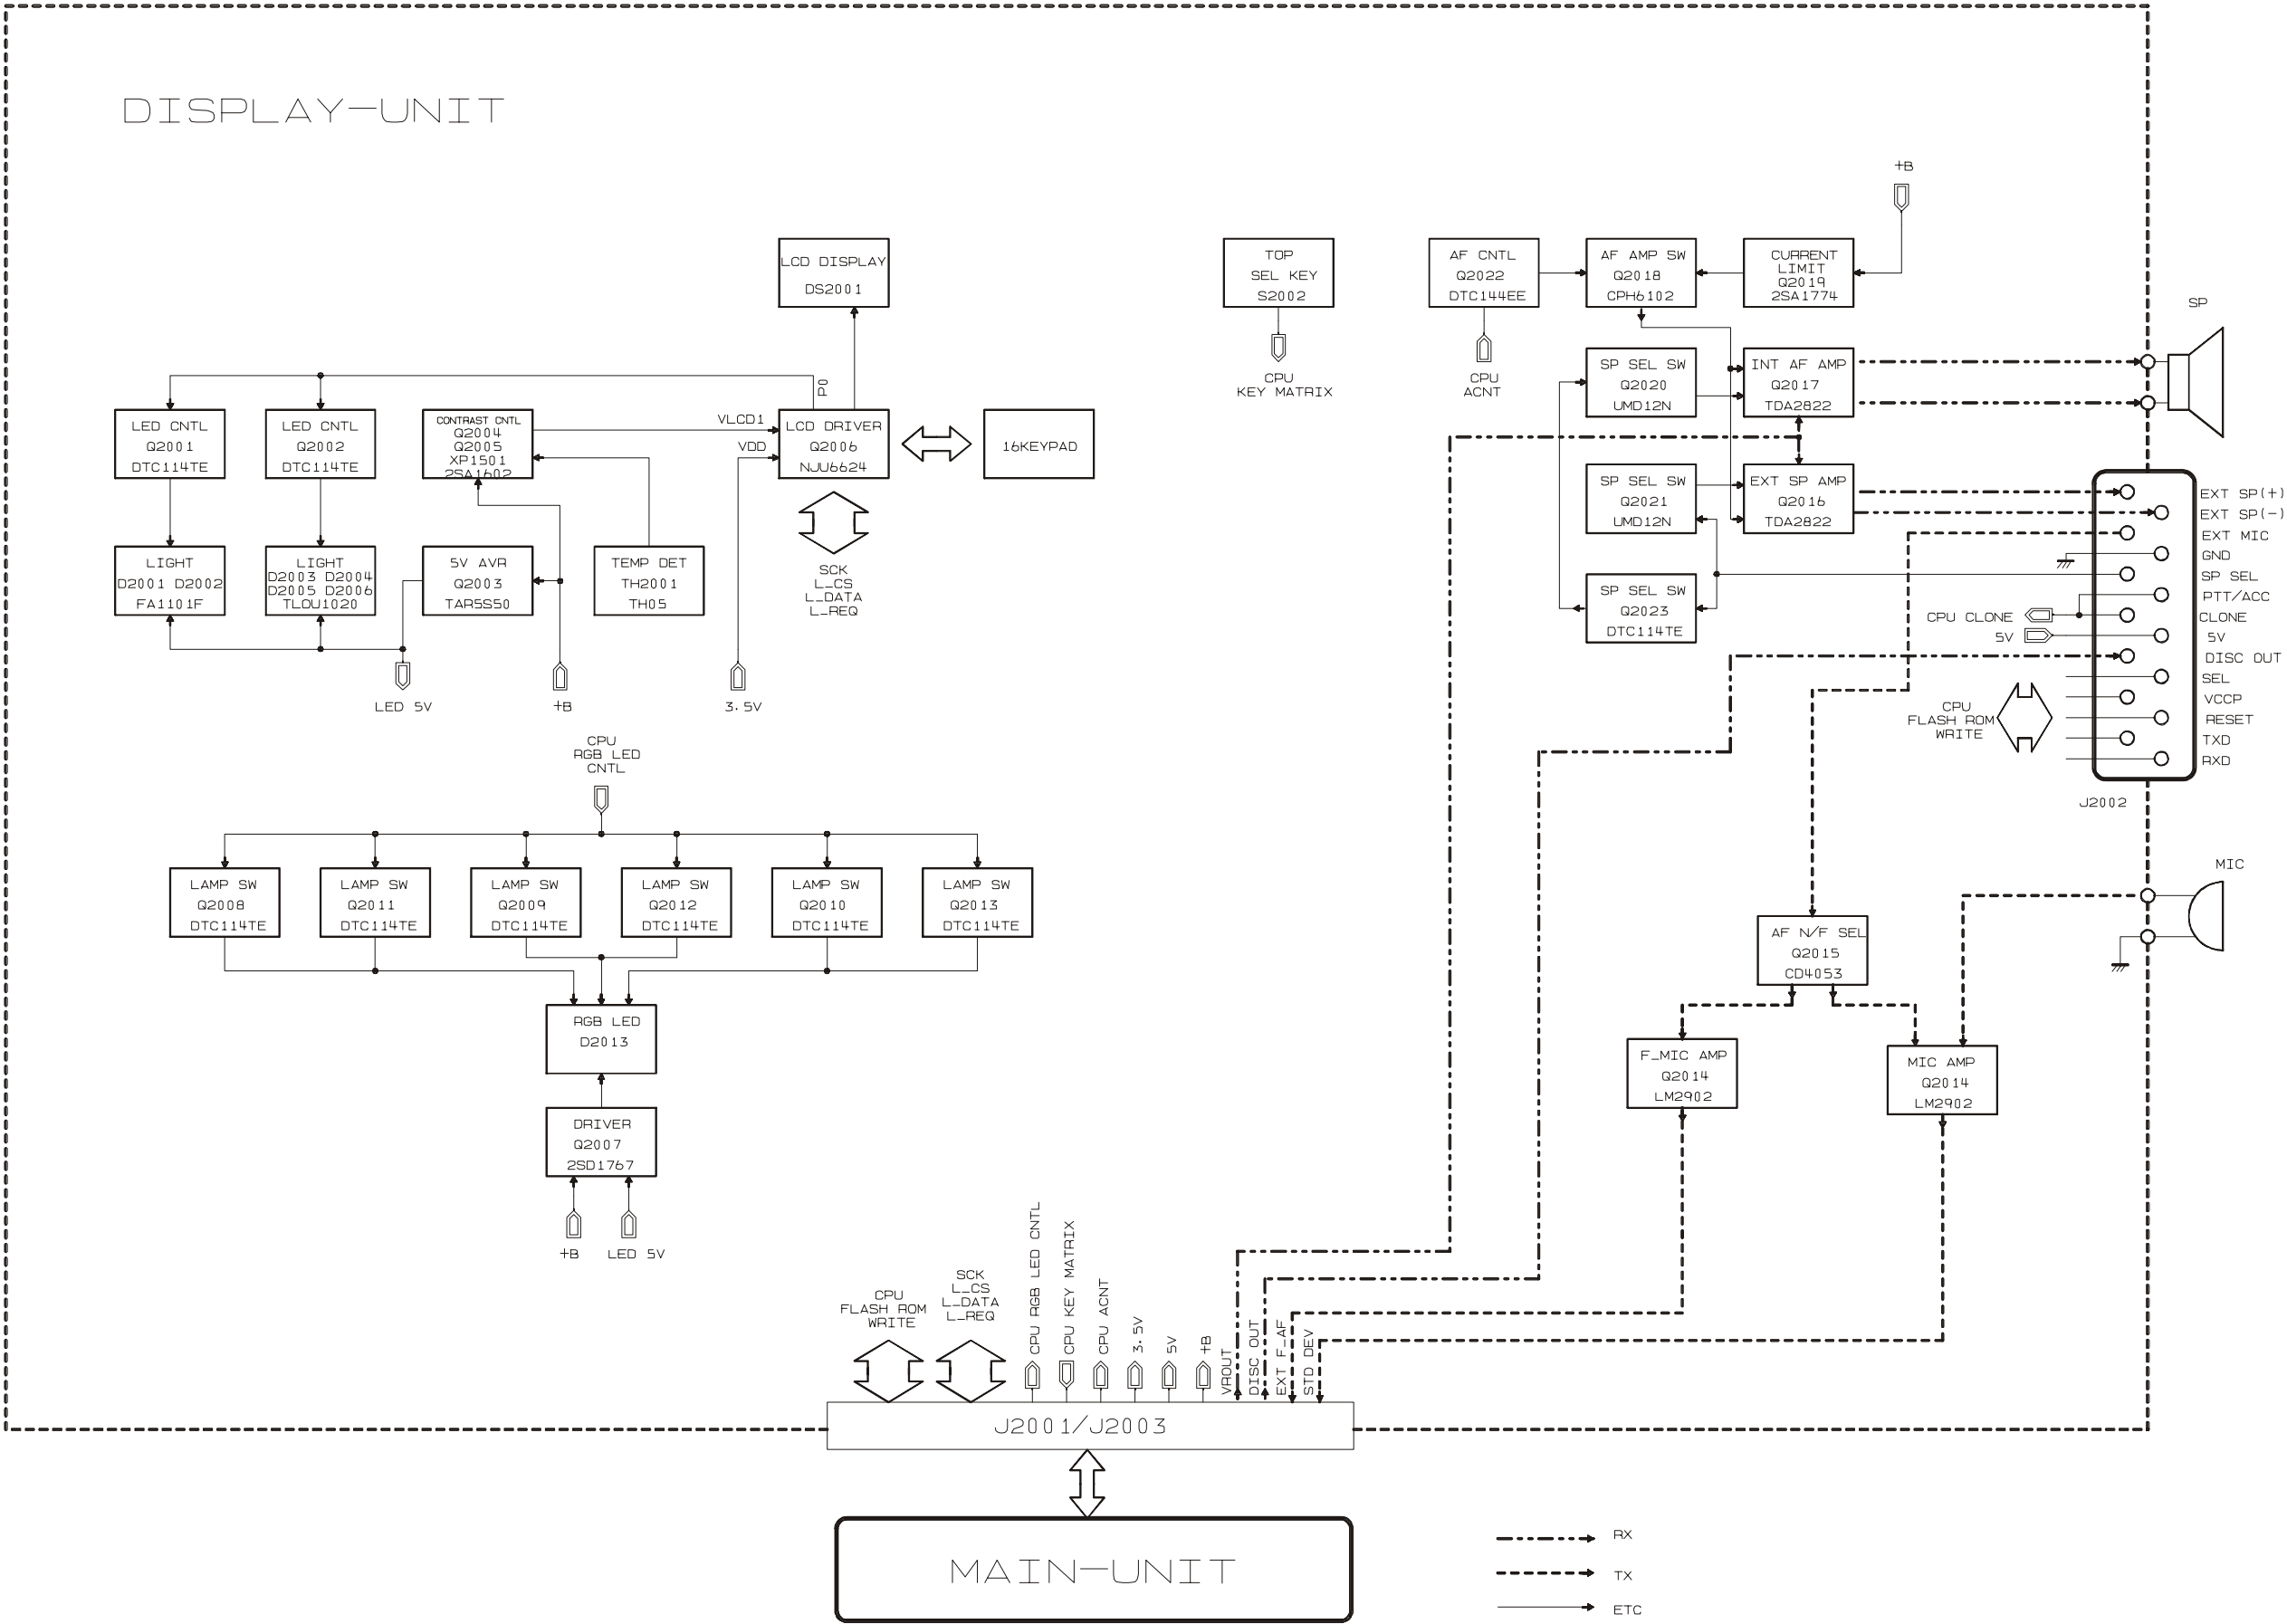 DISPLAY-UNIT
+B
LCD DISPLAY
DS2001
TOP
SEL KEY
S2002
CPU
KEY MATRIX
AF CNTL
Q2022
DTC144EE
CPU
ACNT
AF AMP SW
Q2018
CPH6102
CURRENT
LIMIT
Q2019
2SA1774
SP
SP SEL SW
Q2020
UMD12N
INT AF AMP
Q2017
TDA2822
P0
LED CNTL
Q2001
DTC114TE
LED CNTL
Q2002
DTC114TE
CONTRAST CNTL
Q2004
Q2005
XP1501
2SA1602
VLCD1
VDD
LCD DRIVER
Q2006
NJU6624
16KEYPAD
SP SEL SW
Q2021
UMD12N
EXT SP AMP
Q2016
TDA2822
LIGHT
D2001 D2002
FA1101F
LIGHT
D2003 D2004
D2005 D2006
TLOU1020
5V AVR
Q2003
TAR5S50
TEMP DET
TH2001
TH05
SCK
L_CS
L_DATA
L_REQ
SP SEL SW
Q2023
DTC114TE
EXT SP(+)
EXT SP(-)
EXT MIC
GND
SP SEL
PTT/ACC
CLONE
5V
DISC OUT
SEL
VCCP
RESET
TXD
RXD
CPU CLONE
5V
CPU
FLASH ROM
WRITE
J2002
LED 5V
+B
3.5V
CPU
RGB LED
CNTL
LAMP SW
Q2008
DTC114TE
LAMP SW
Q2011
DTC114TE
LAMP SW
Q2009
DTC114TE
LAMP SW
Q2012
DTC114TE
LAMP SW
Q2010
DTC114TE
LAMP SW
Q2013
DTC114TE
MIC
AF N/F SEL
Q2015
CD4053
RGB LED
D2013
F_MIC AMP
Q2014
LM2902
MIC AMP
Q2014
LM2902
DRIVER
Q2007
2SD1767
+B
LED 5V
CPU
FLASH ROM
WRITE
SCK
L_CS
L_DATA
L_REQ
CPU RGB LED CNTL
CPU KEY MATRIX
CPU ACNT
3.5V
5V
+B
VROUT
DISC OUT
EXT F_AF
STD DEV
J2001/J2003
MAIN-UNIT
RX
TX
ETC